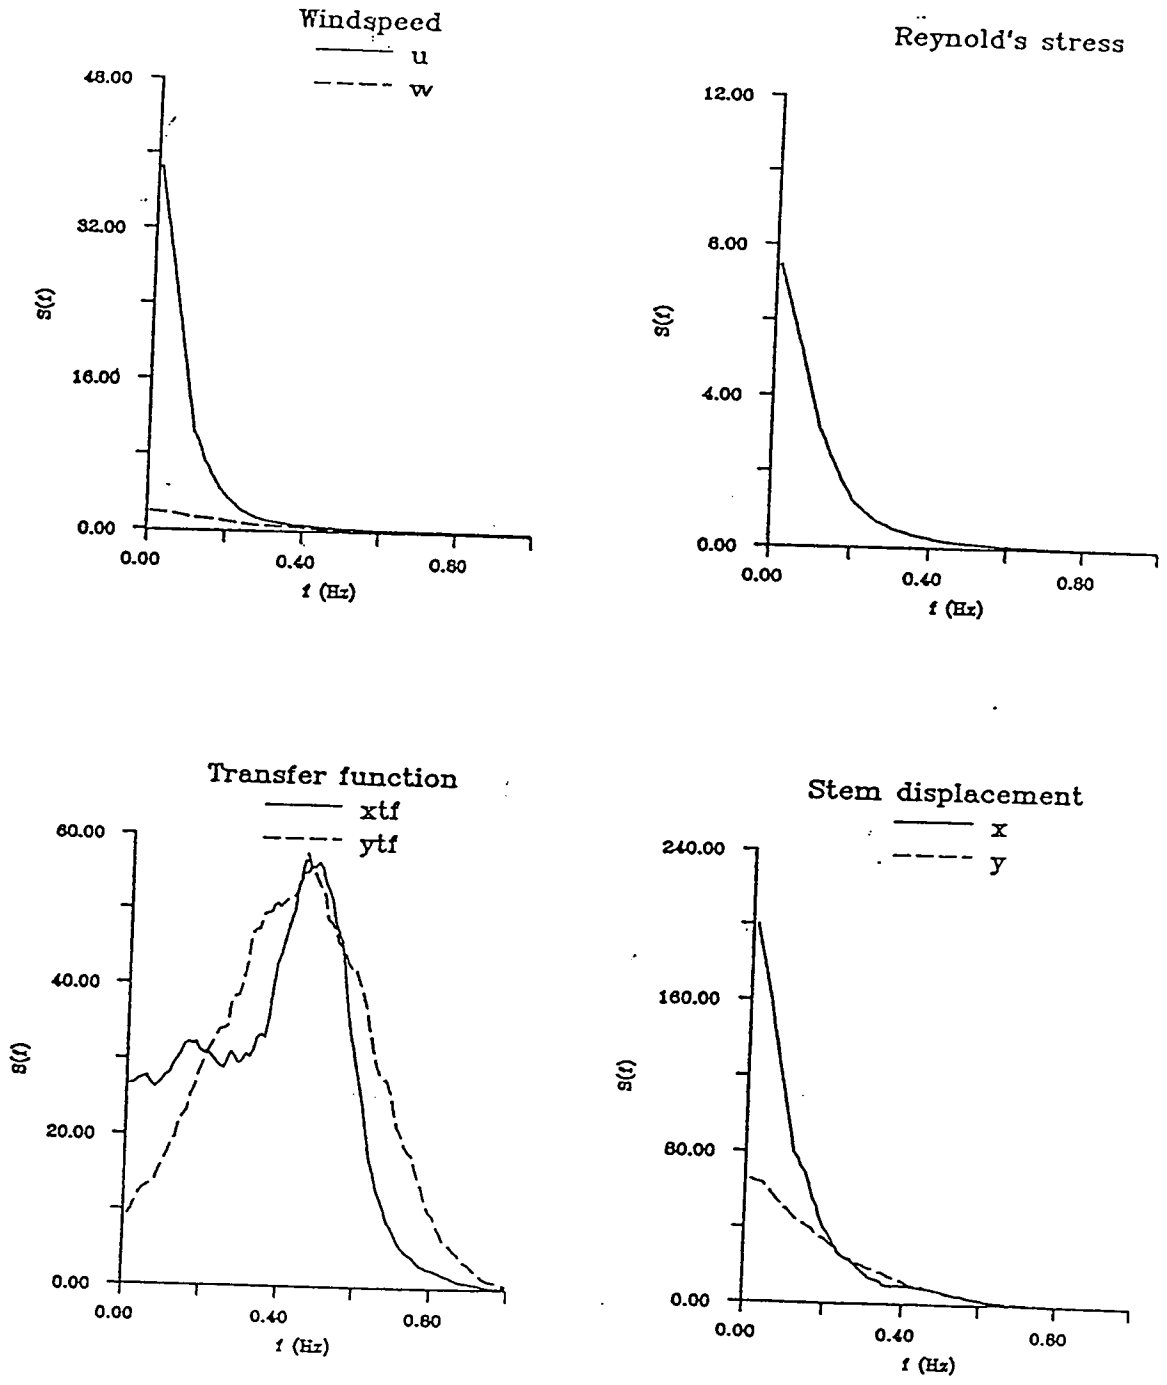 Windspeed
u
w
48.00
32.00
16.00
0.00
S(f)
0.00
0.40
0.80
f (Hz)
Reynold's stress
12.00
8.00
4.00
0.00
S(f)
0.00
0.40
0.80
f (Hz)
Transfer function
xtf
ytf
60.00
40.00
20.00
0.00
S(f)
0.00
0.40
0.80
f (Hz)
Stem displacement
x
y
240.00
160.00
80.00
0.00
S(f)
0.00
0.40
0.80
f (Hz)